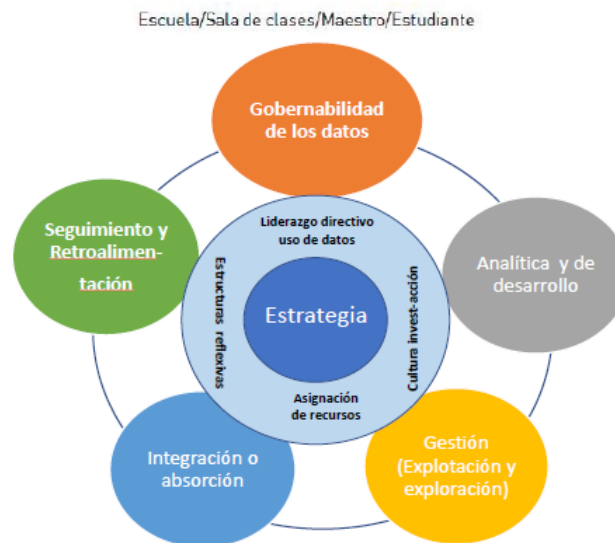 Escuela/Sala de clases/Maestro/Estudiante
Gobernabilidad
de los datos
Seguimiento y
Retroalimen-
tación
Liderazgo directivo
uso de datos
Estructuras reflexivas
Estrategia
Cultura invest-acción
Asignación
de recursos
Analítica y de
desarrollo
Integración o
absorción
Gestión
(Explotación y
exploración)